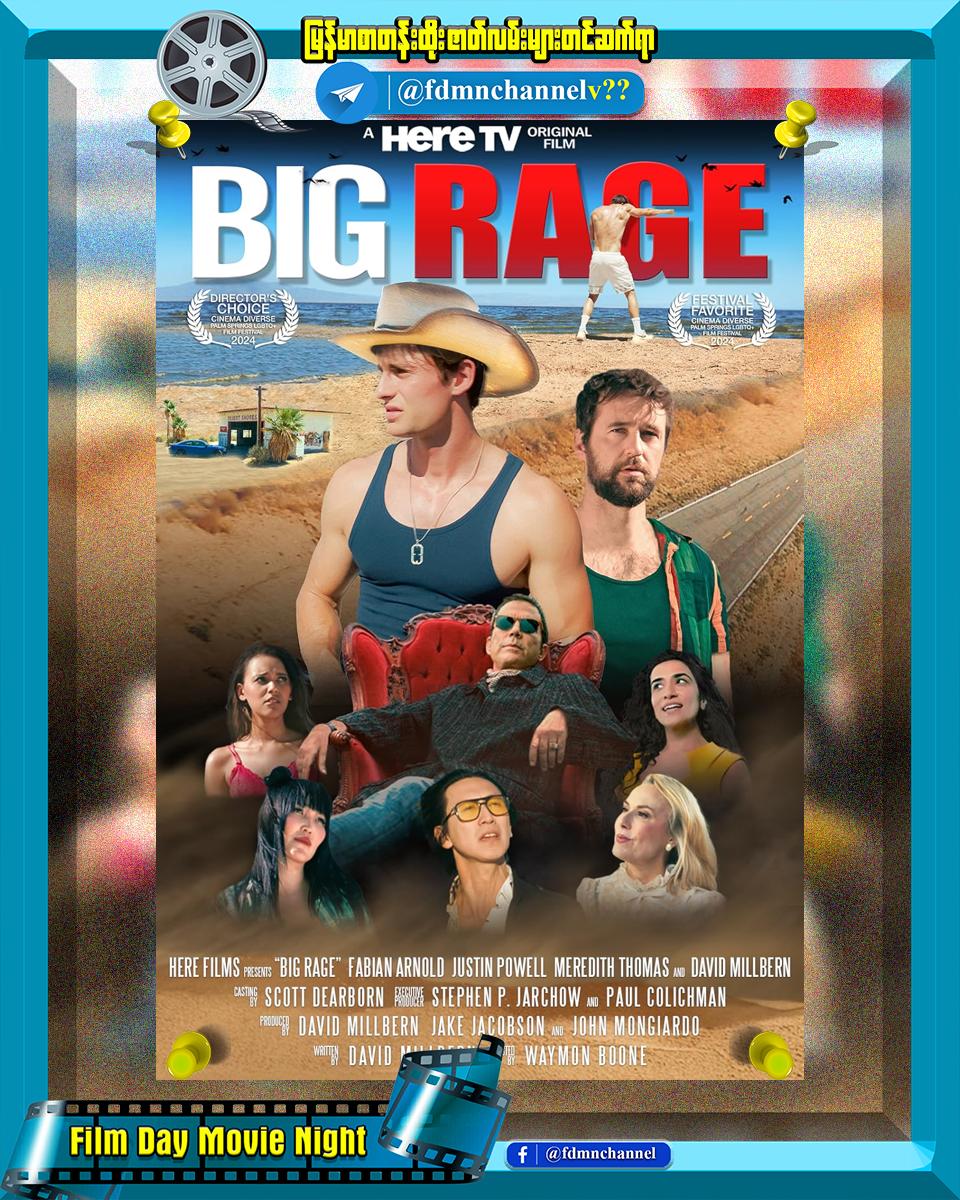 မြန်မာစာတန်းထိုးဇာတ်လမ်းများတင်ဆက်ရာ
@fdmnchannelv??
A Here TV ORIGINAL FILM
BIG RAGE
DIRECTOR'S
CHOICE
CINEMA DIVERSE
PALM SPRINGS LGBTQ+
FILM FESTIVAL
2024
FESTIVAL
FAVORITE
CINEMA DIVERSE
PALM SPRINGS LGBTQ+
FILM FESTIVAL
2024
HERE FILMS PRESENTS "BIG RAGE" FABIAN ARNOLD JUSTIN POWELL MEREDITH THOMAS AND DAVID MILLBERN
CASTING BY SCOTT DEARBORN EXECUTIVE PRODUCER STEPHEN P. JARCHOW AND PAUL COLICHMAN
PRODUCED BY DAVID MILLBERN JAKE JACOBSON AND JOHN MONGIARDO
WRITTEN BY DAVID WAYMON BOONE
Film Day Movie Night
f @fdmnchannel